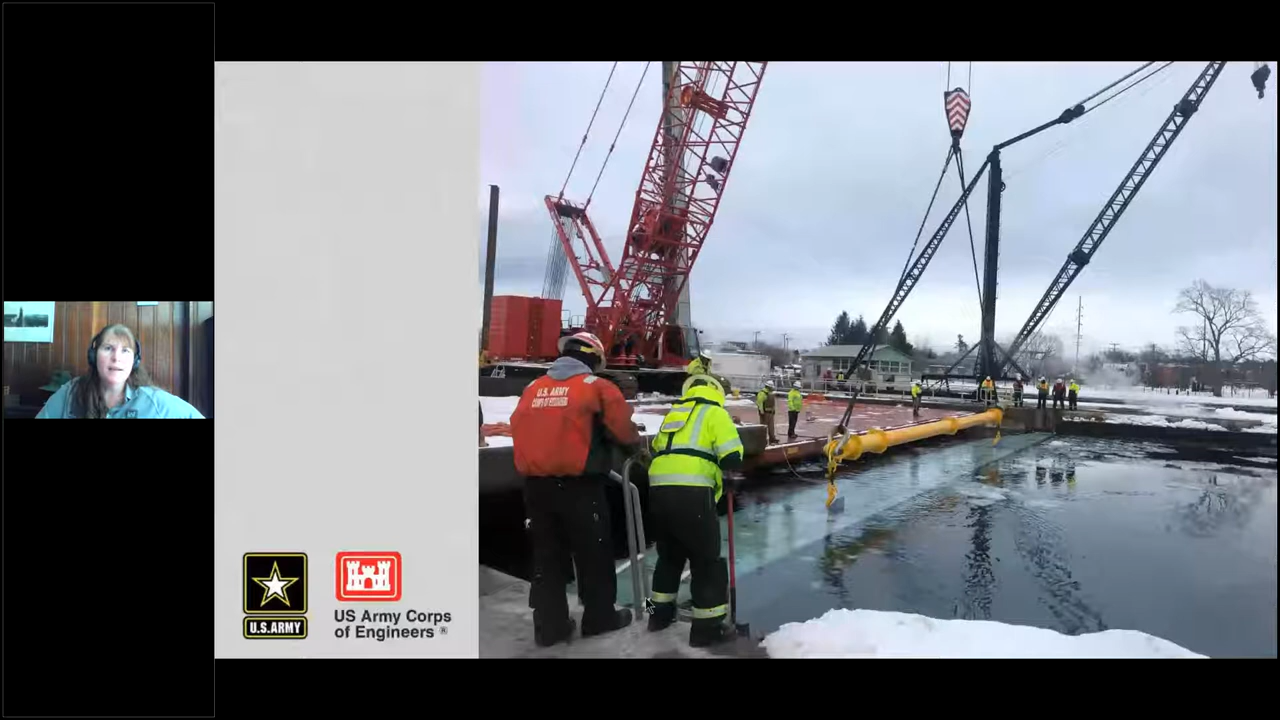 U.S. ARMY
CORPS OF ENGINEERS
U.S. ARMY
US Army Corps
of Engineers ®